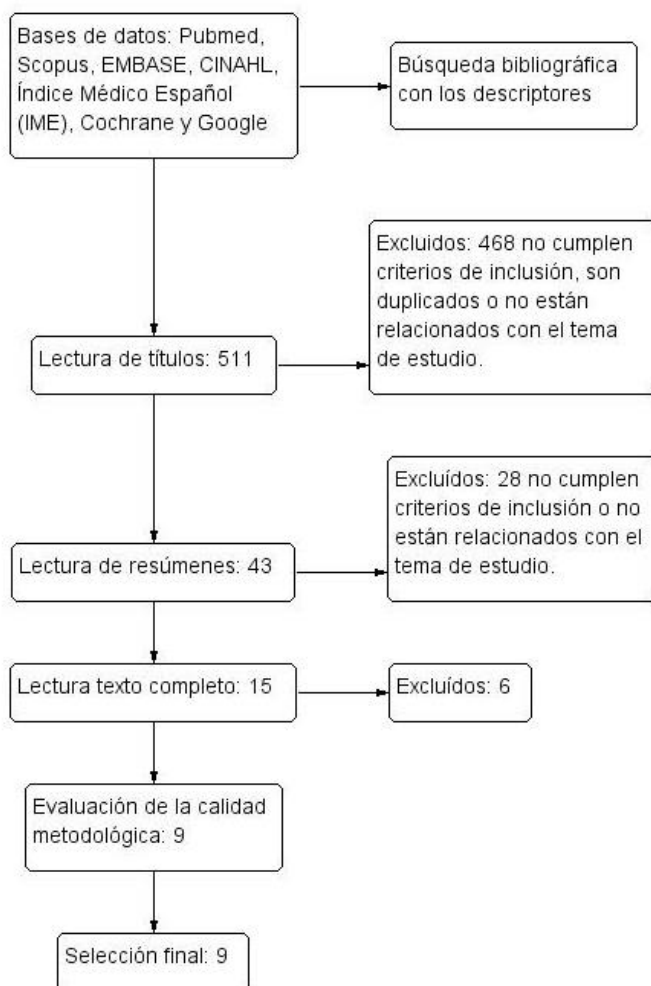 Bases de datos: Pubmed,
Scopus, EMBASE, CINAHL,
Índice Médico Español
(IME), Cochrane y Google
Búsqueda bibliográfica
con los descriptores
Excluidos: 468 no cumplen
criterios de inclusión, son
duplicados o no están
relacionados con el tema
de estudio.
Lectura de títulos: 511
Excluídos: 28 no cumplen
criterios de inclusión o no
están relacionados con el
tema de estudio.
Lectura de resúmenes: 43
Lectura texto completo: 15
Excluídos: 6
Evaluación de la calidad
metodológica: 9
Selección final: 9